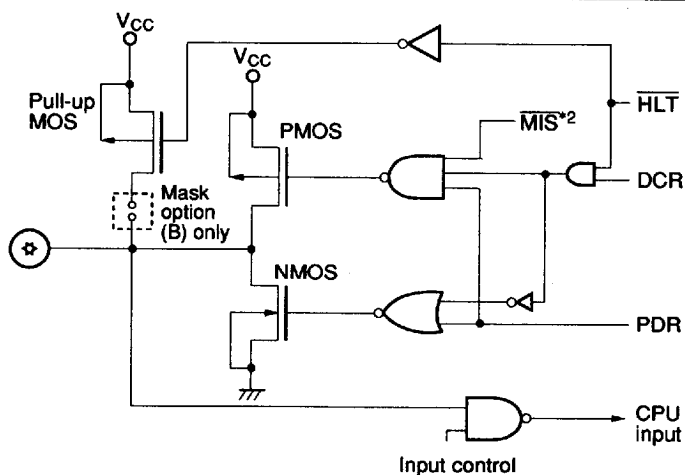 VCC
VCC
Pull-up
MOS
PMOS
MIS*2
HLT
DCR
Mask
option
(B) only
NMOS
PDR
CPU
input
Input control